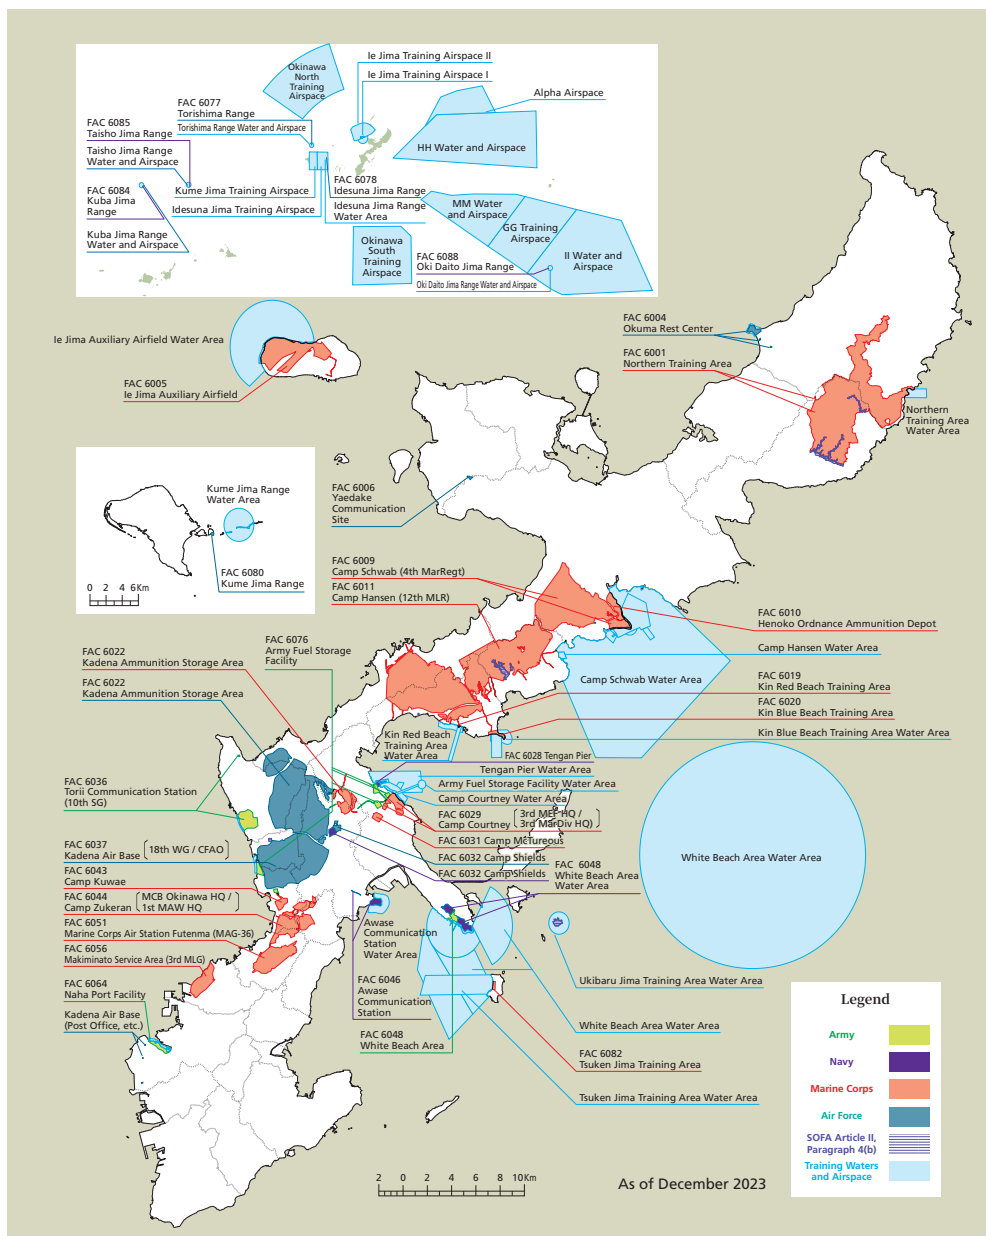 Ie Jima Training Airspace II
Okinawa
North
Training
Airspace
Ie Jima Training Airspace I
Alpha Airspace
FAC 6077
Torishima Range
Torishima Range Water and Airspace
FAC 6085
Taisho Jima Range
Taisho Jima Range
Water and Airspace
HH Water and Airspace
FAC 6084
Kuba Jima
Range
Kume Jima Training Airspace
FAC 6078
Idesuna Jima Range
Idesuna Jima Training Airspace
Idesuna Jima Range
Water Area
Kuba Jima Range
Water and Airspace
MM Water
and Airspace
GG Training
Airspace
II Water and
Airspace
Okinawa
South
Training
Airspace
FAC 6088
Oki Daito Jima Range
Oki Daito Jima Range Water and Airspace
Ie Jima Auxiliary Airfield Water Area
FAC 6005
Ie Jima Auxiliary Airfield
FAC 6004
Okuma Rest Center
FAC 6001
Northern Training Area
Northern
Training Area
Water Area
Kume Jima Range
Water Area
FAC 6080
Kume Jima Range
0 2 4 6Km
FAC 6006
Yaedake
Communication
Site
FAC 6009
Camp Schwab (4th MarRegt)
FAC 6011
Camp Hansen (12th MLR)
FAC 6010
Henoko Ordnance Ammunition Depot
Camp Hansen Water Area
Camp Schwab Water Area
FAC 6019
Kin Red Beach Training Area
FAC 6020
Kin Blue Beach Training Area
Kin Blue Beach Training Area Water Area
FAC 6076
Army Fuel Storage
Facility
FAC 6022
Kadena Ammunition Storage Area
FAC 6022
Kadena Ammunition Storage Area
Kin Red Beach
Training Area
Water Area
FAC 6028 Tengan Pier
Tengan Pier Water Area
Army Fuel Storage Facility Water Area
Camp Courtney Water Area
FAC 6029
Camp Courtney
3rd MEF HQ /
3rd MarDiv HQ)
FAC 6031 Camp McTureous
FAC 6032 Camp Shields
FAC 6032 Camp Shields
FAC 6048
White Beach Area
Water Area
FAC 6036
Torii Communication Station
(10th SG)
FAC 6037
Kadena Air Base
18th WG / CFAO
FAC 6043
Camp Kuwae
FAC 6044
Camp Zukeran
MCB Okinawa HQ /
1st MAW HQ
FAC 6051
Marine Corps Air Station Futenma (MAG-36)
FAC 6056
Makiminato Service Area (3rd MLG)
FAC 6064
Naha Port Facility
Kadena Air Base
(Post Office, etc.)
White Beach Area Water Area
Awase
Communication
Station
Water Area
FAC 6046
Awase
Communication
Station
FAC 6048
White Beach Area
Ukibaru Jima Training Area Water Area
White Beach Area Water Area
FAC 6082
Tsuken Jima Training Area
Tsuken Jima Training Area Water Area
2 0 2 4 6 8 10Km
As of December 2023
Legend
Army
Navy
Marine Corps
Air Force
SOFA Article II,
Paragraph 4(b)
Training Waters
and Airspace